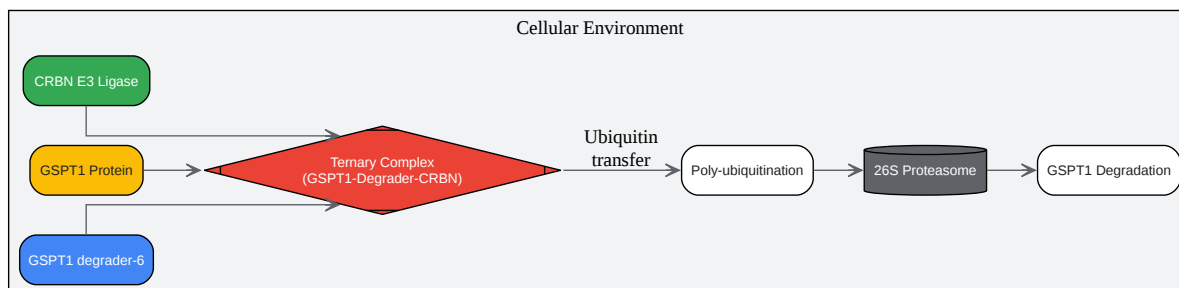 Cellular Environment
CRBN E3 Ligase
GSPT1 Protein
GSPT1 degrader-6
Ternary Complex
(GSPT1-Degrader-CRBN)
Ubiquitin
transfer
Poly-ubiquitination
26S Proteasome
GSPT1 Degradation